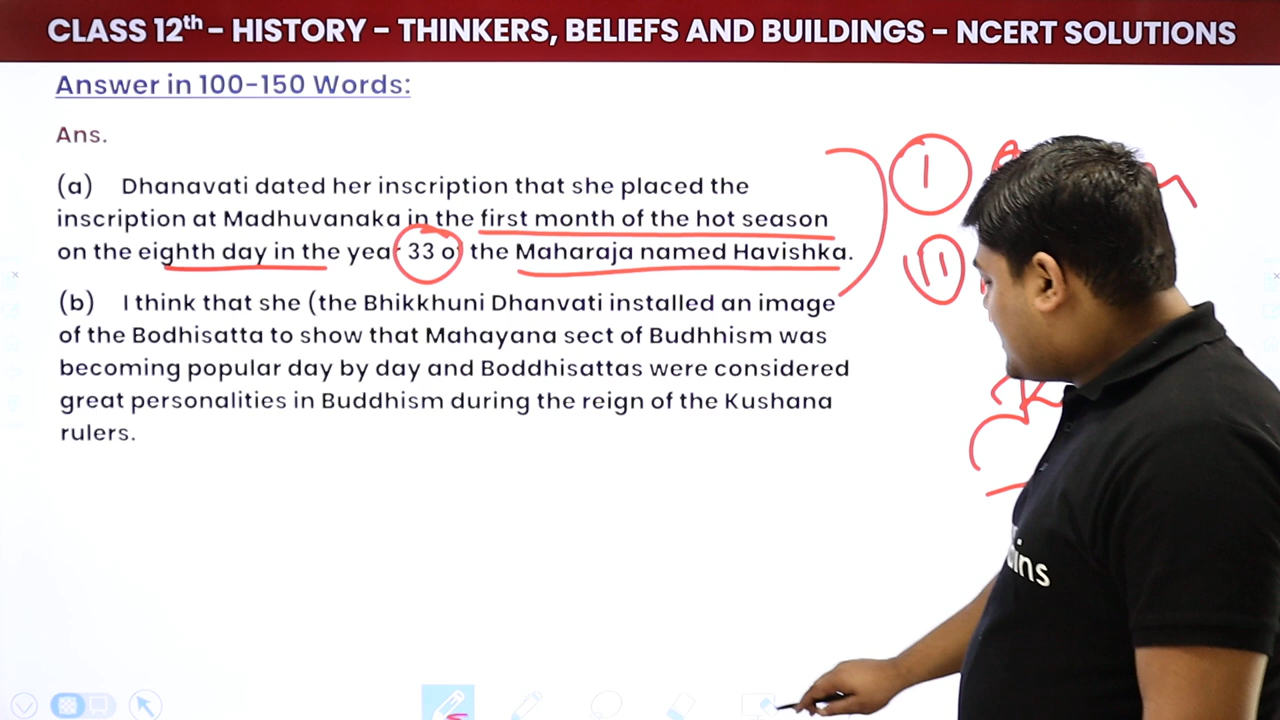 CLASS 12th – HISTORY – THINKERS, BELIEFS AND BUILDINGS – NCERT SOLUTIONS
Answer in 100-150 Words:
Ans.
(a) Dhanavati dated her inscription that she placed the
inscription at Madhuvanaka in the first month of the hot season
on the eighth day in the year 33 of the Maharaja named Havishka.
(b) I think that she (the Bhikkhuni Dhanvati installed an image
of the Bodhisatta to show that Mahayana sect of Budhhism was
becoming popular day by day and Boddhisattas were considered
great personalities in Buddhism during the reign of the Kushana
rulers.
I
II